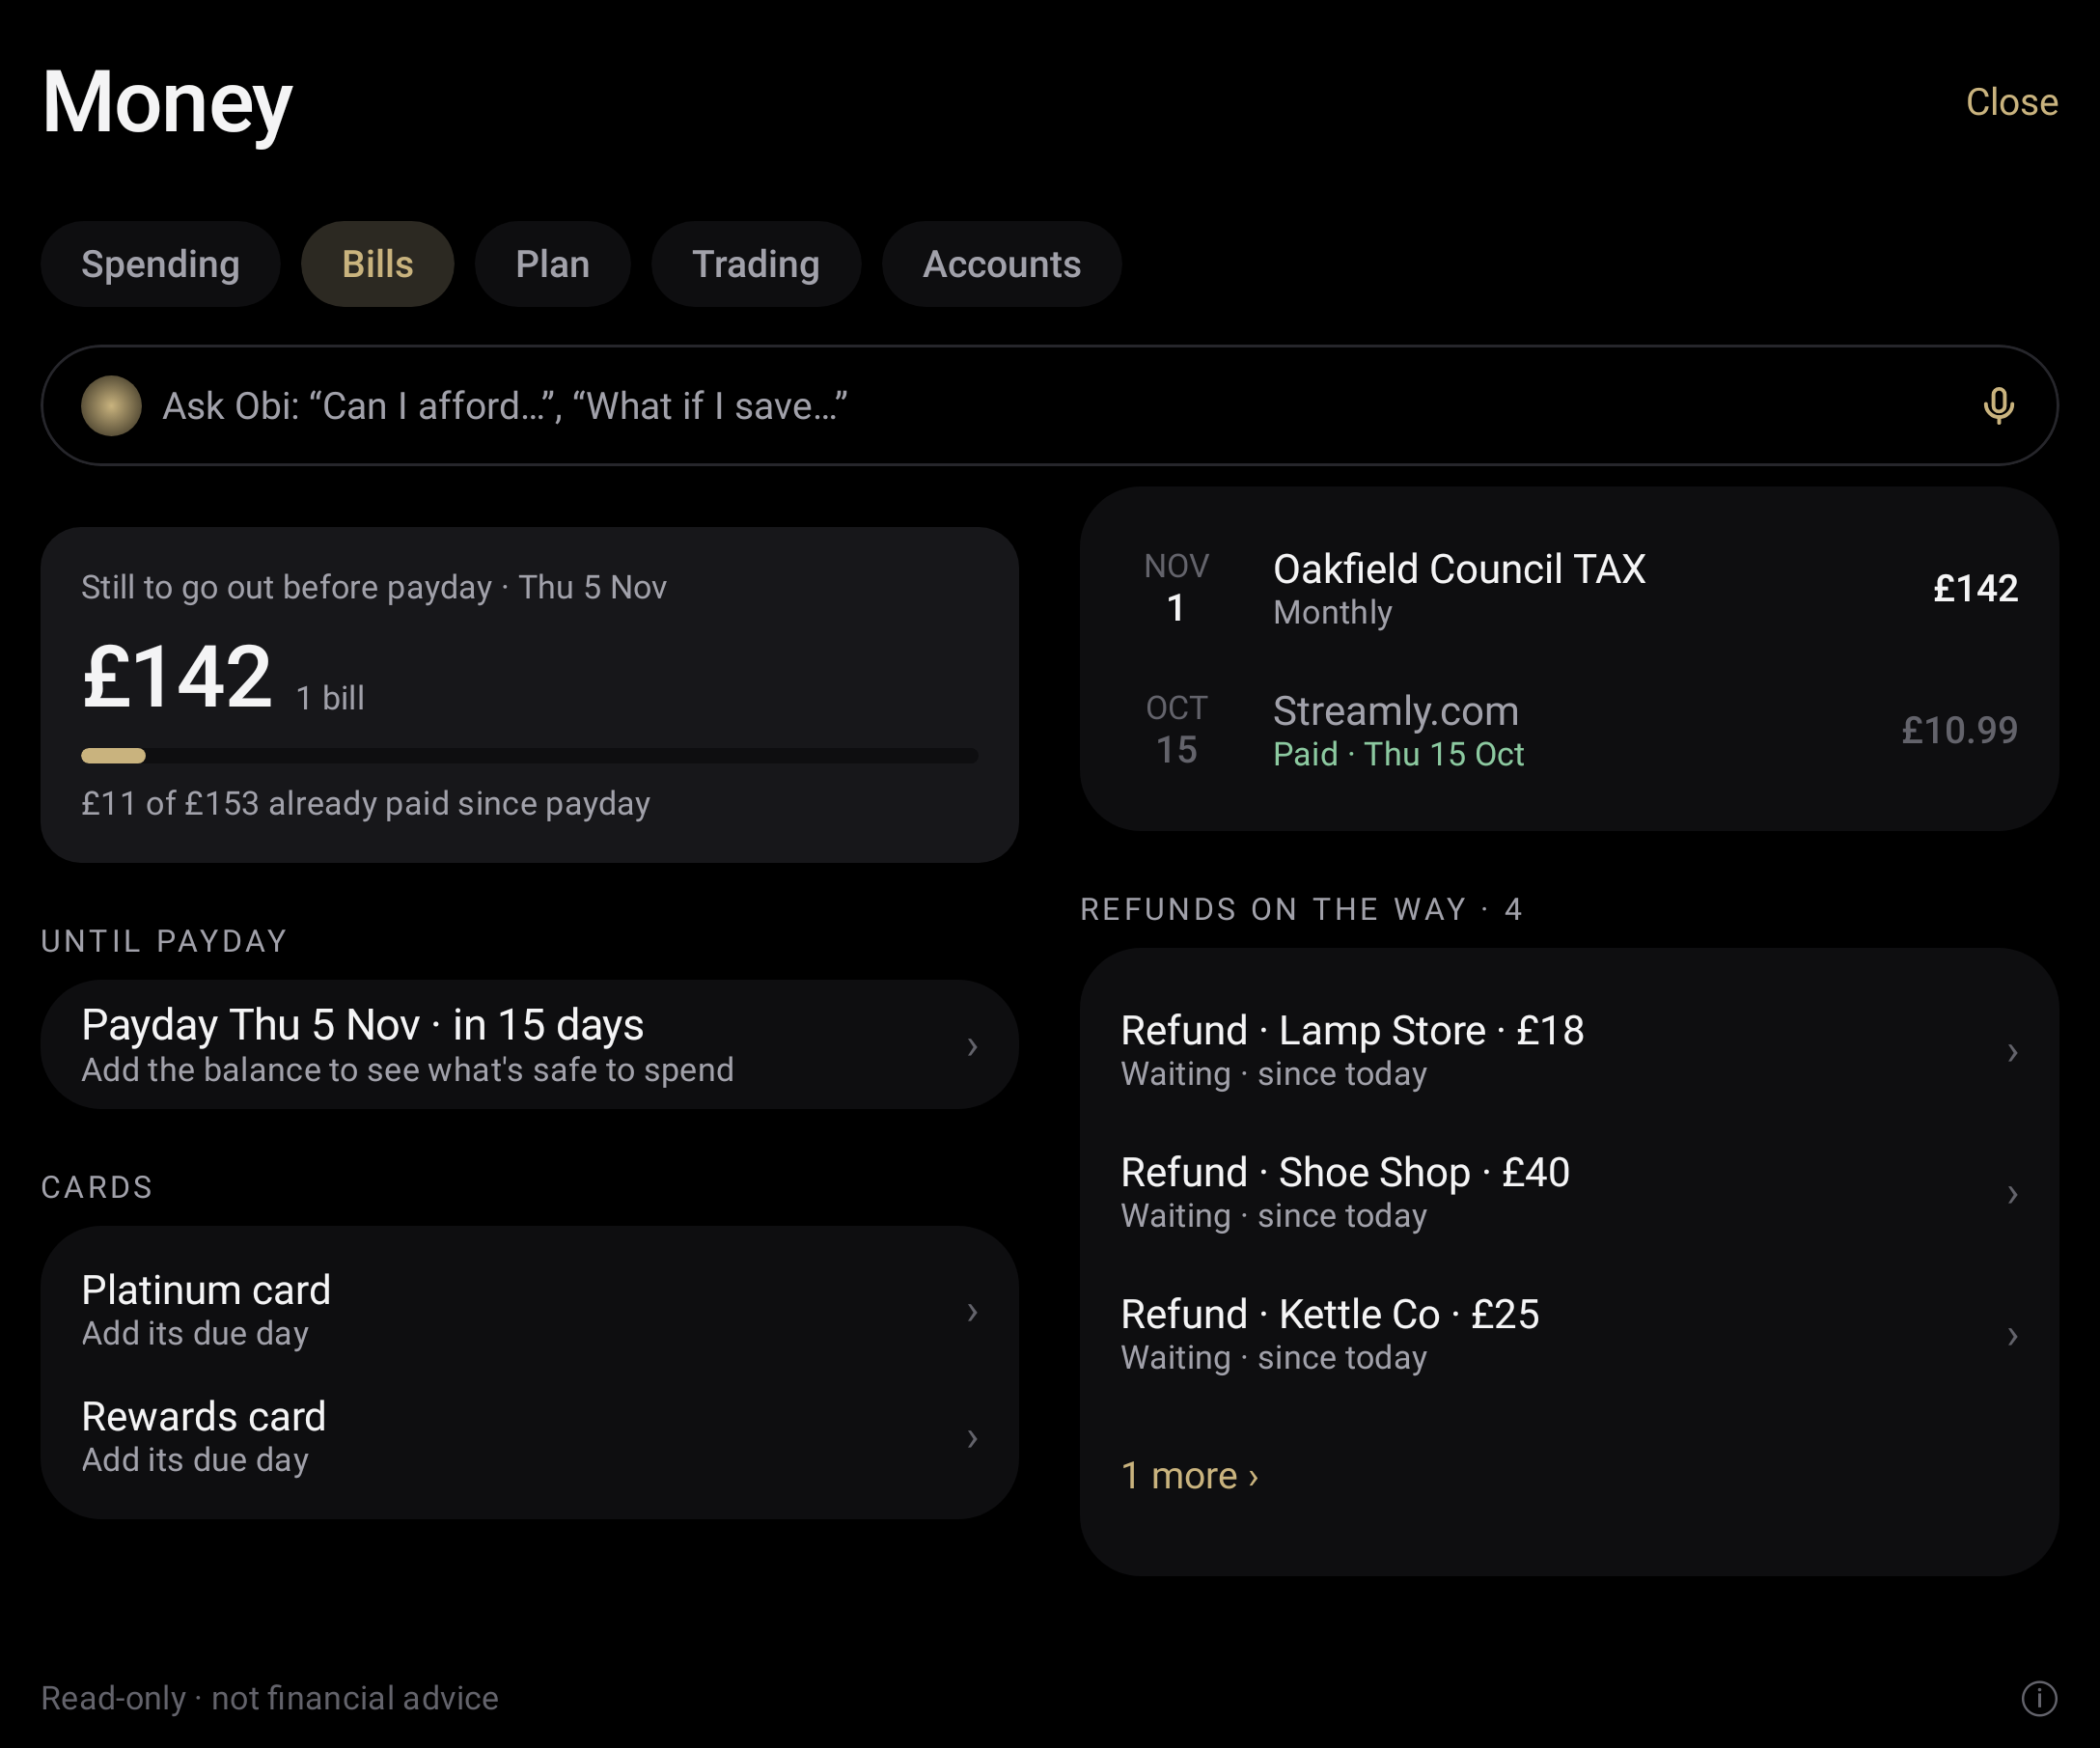 Money
Close
Spending
Bills
Plan
Trading
Accounts
Ask Obi: “Can I afford…”, “What if I save…”
Still to go out before payday · Thu 5 Nov
£142 1 bill
£11 of £153 already paid since payday
UNTIL PAYDAY
Payday Thu 5 Nov · in 15 days
Add the balance to see what's safe to spend
›
CARDS
Platinum card
Add its due day
›
Rewards card
Add its due day
›
NOV
1
Oakfield Council TAX
Monthly
£142
OCT
15
Streamly.com
Paid · Thu 15 Oct
£10.99
REFUNDS ON THE WAY · 4
Refund · Lamp Store · £18
Waiting · since today
›
Refund · Shoe Shop · £40
Waiting · since today
›
Refund · Kettle Co · £25
Waiting · since today
›
1 more ›
Read-only · not financial advice